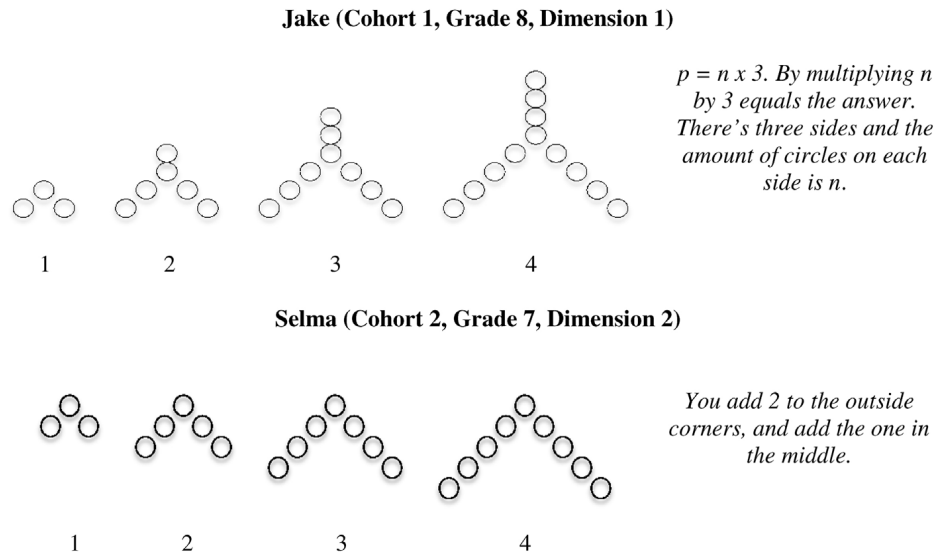 Jake (Cohort 1, Grade 8, Dimension 1)
p = n x 3. By multiplying n
by 3 equals the answer.
There's three sides and the
amount of circles on each
side is n.
1 2 3 4
Selma (Cohort 2, Grade 7, Dimension 2)
You add 2 to the outside
corners, and add the one in
the middle.
1 2 3 4